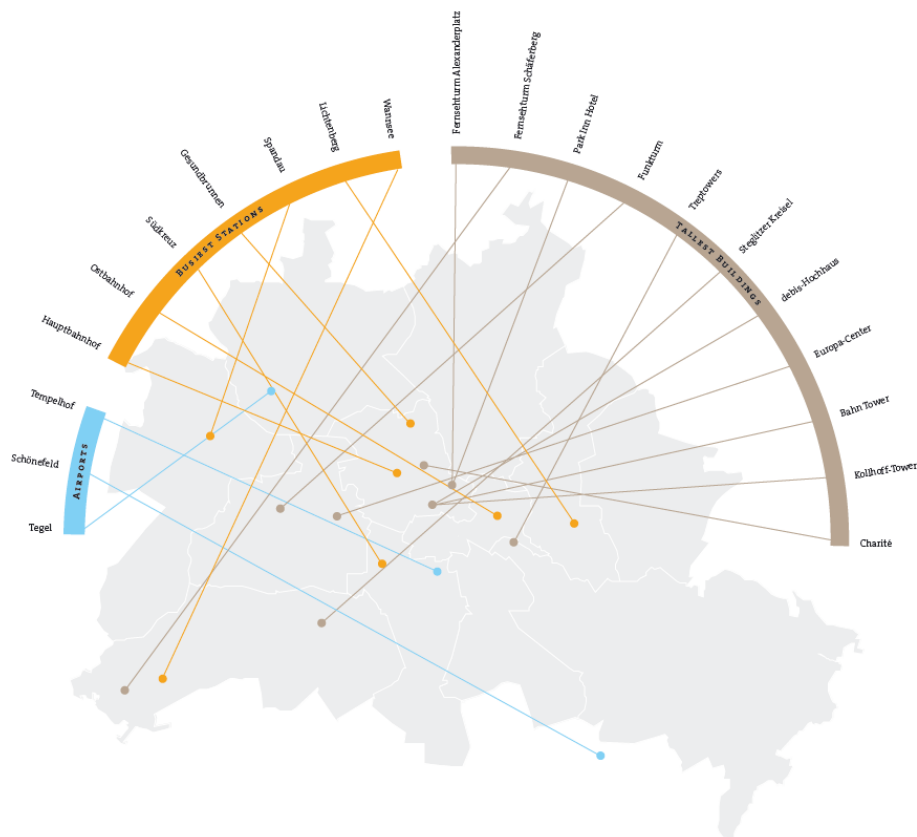 Fernsehturm Alexanderplatz
Fernsehturm Schäferberg
Park Inn Hotel
Funkturm
Treptowers
Steglitzer Kreisel
debis-Hochhaus
Europa-Center
Bahn Tower
Kollhoff-Tower
Charité
Tallest Buildings
Wannsee
Lichtenberg
Spandau
Gesundbrunnen
Südkreuz
Ostbahnhof
Hauptbahnhof
Busiest Stations
Tempelhof
Schönefeld
Tegel
Airports